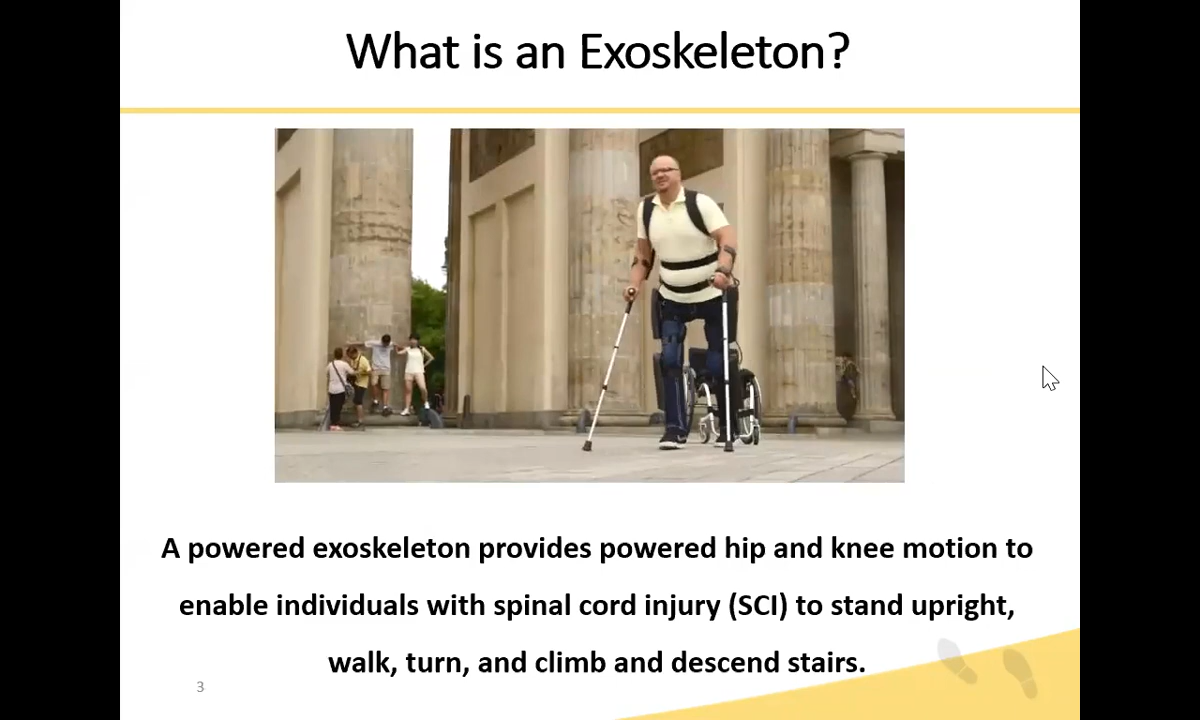 What is an Exoskeleton?
A powered exoskeleton provides powered hip and knee motion to
enable individuals with spinal cord injury (SCI) to stand upright,
walk, turn, and climb and descend stairs.
3